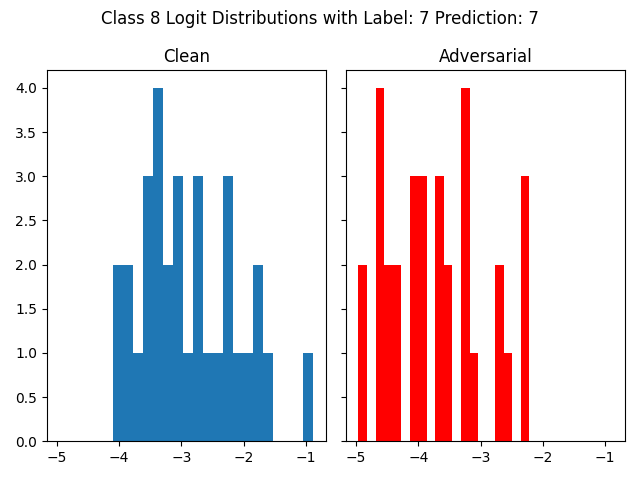 Class 8 Logit Distributions with Label: 7 Prediction: 7
Clean
Adversarial
4.0
3.5
3.0
2.5
2.0
1.5
1.0
0.5
0.0
−5 −4 −3 −2 −1
−5 −4 −3 −2 −1